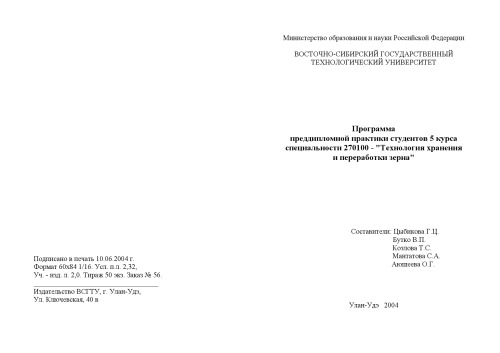 Министерство образования и науки Российской Федерации
ВОСТОЧНО-СИБИРСКИЙ ГОСУДАРСТВЕННЫЙ
ТЕХНОЛОГИЧЕСКИЙ УНИВЕРСИТЕТ
Программа
преддипломной практики студентов 5 курса
специальности 270100 - "Технология хранения
и переработки зерна"
Составители: Цыбикова Г.Ц.
Бутко В.П.
Козлова Т.С.
Мангатова С.А.
Аюшеева О.Г.
Улан-Удэ 2004
Подписано в печать 10.06.2004 г.
Формат 60х84 1/16. Усл. п.л. 2,32,
Уч. - изд. л. 2,0. Тираж 50 экз. Заказ № 56.
Издательство ВСГТУ, г. Улан-Удэ,
Ул. Ключевская, 40 в